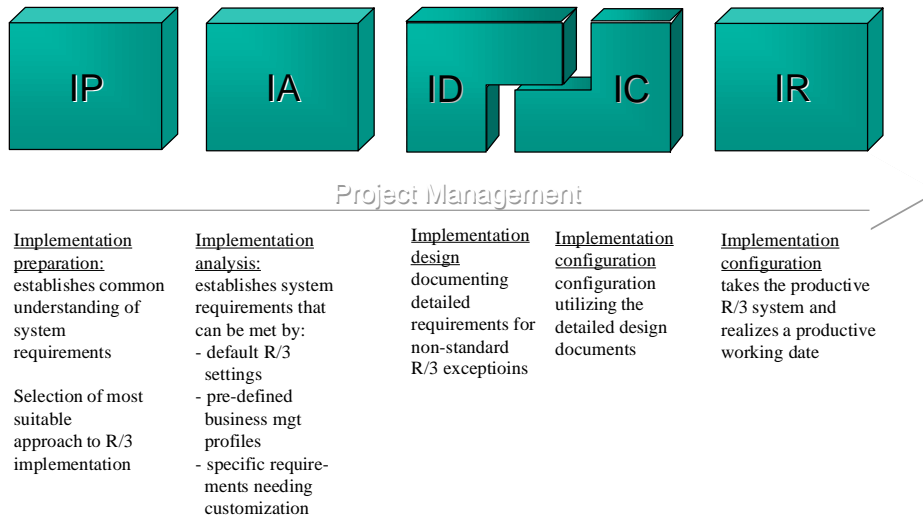 IP
IA
ID
IC
IR
Project Management
Implementation
preparation:
establishes common
understanding of
system
requirements
Selection of most
suitable
approach to R/3
implementation
Implementation
analysis:
establishes system
requirements that
can be met by:
- default R/3
settings
- pre-defined
business mgt
profiles
- specific require-
ments needing
customization
Implementation
design
documenting
detailed
requirements for
non-standard
R/3 exceptioins
Implementation
configuration
configuration
utilizing the
detailed design
documents
Implementation
configuration
takes the productive
R/3 system and
realizes a productive
working date